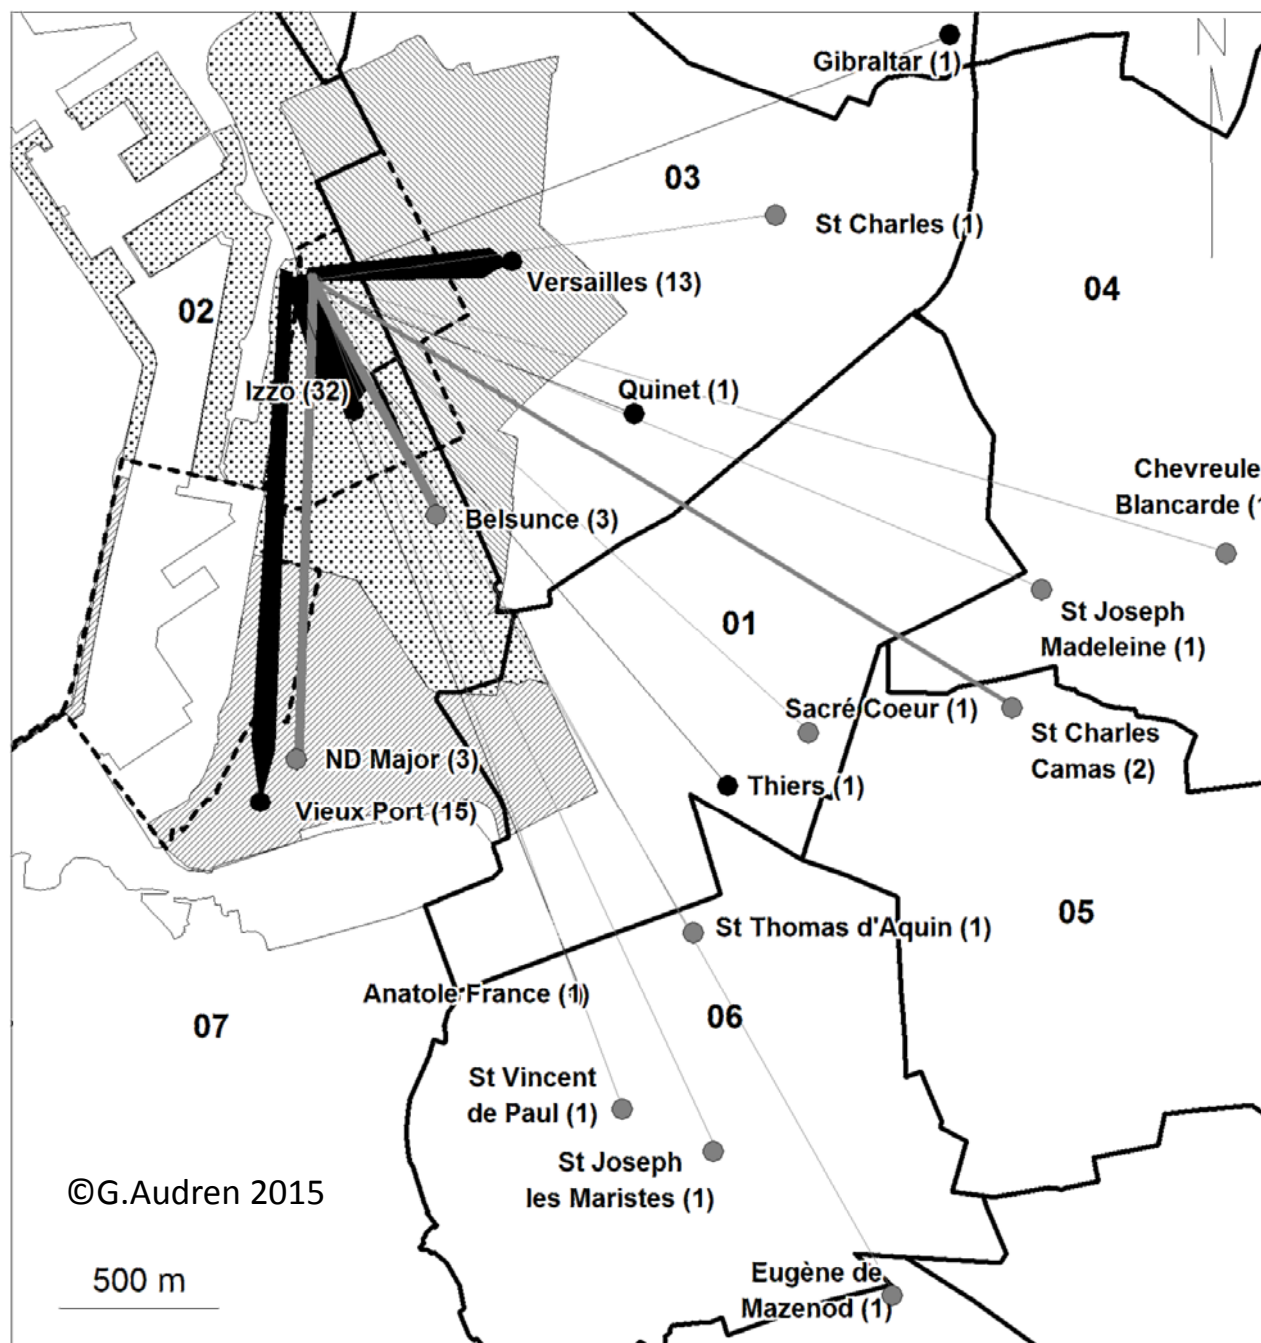 N
Gibraltar (1)
03
St Charles (1)
Versailles (13)
04
02
Izzo (32)
Quinet (1)
Chevreule
Blancarde (1
Belsunce (3)
01
St Joseph
Madeleine (1)
Sacré Coeur (1)
St Charles
Camas (2)
ND Major (3)
Thiers (1)
Vieux Port (15)
05
St Thomas d'Aquin (1)
Anatole France (1)
07
06
St Vincent
de Paul (1)
St Joseph
les Maristes (1)
©G.Audren 2015
500 m
Eugène de
Mazenod (1)